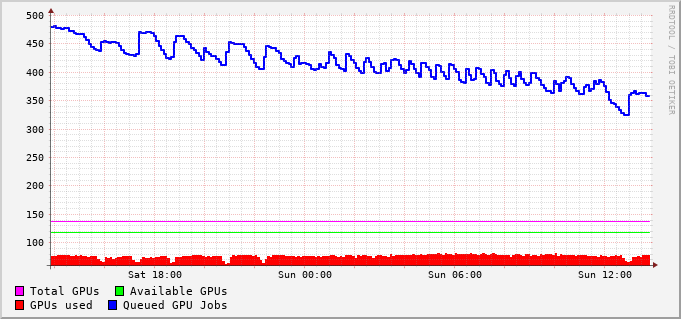 500
450
400
350
300
250
200
150
100
Sat 18:00 Sun 00:00 Sun 06:00 Sun 12:00
Total GPUs Available GPUs
GPUs used Queued GPU Jobs
RRDTOOL / TOBI OETIKER